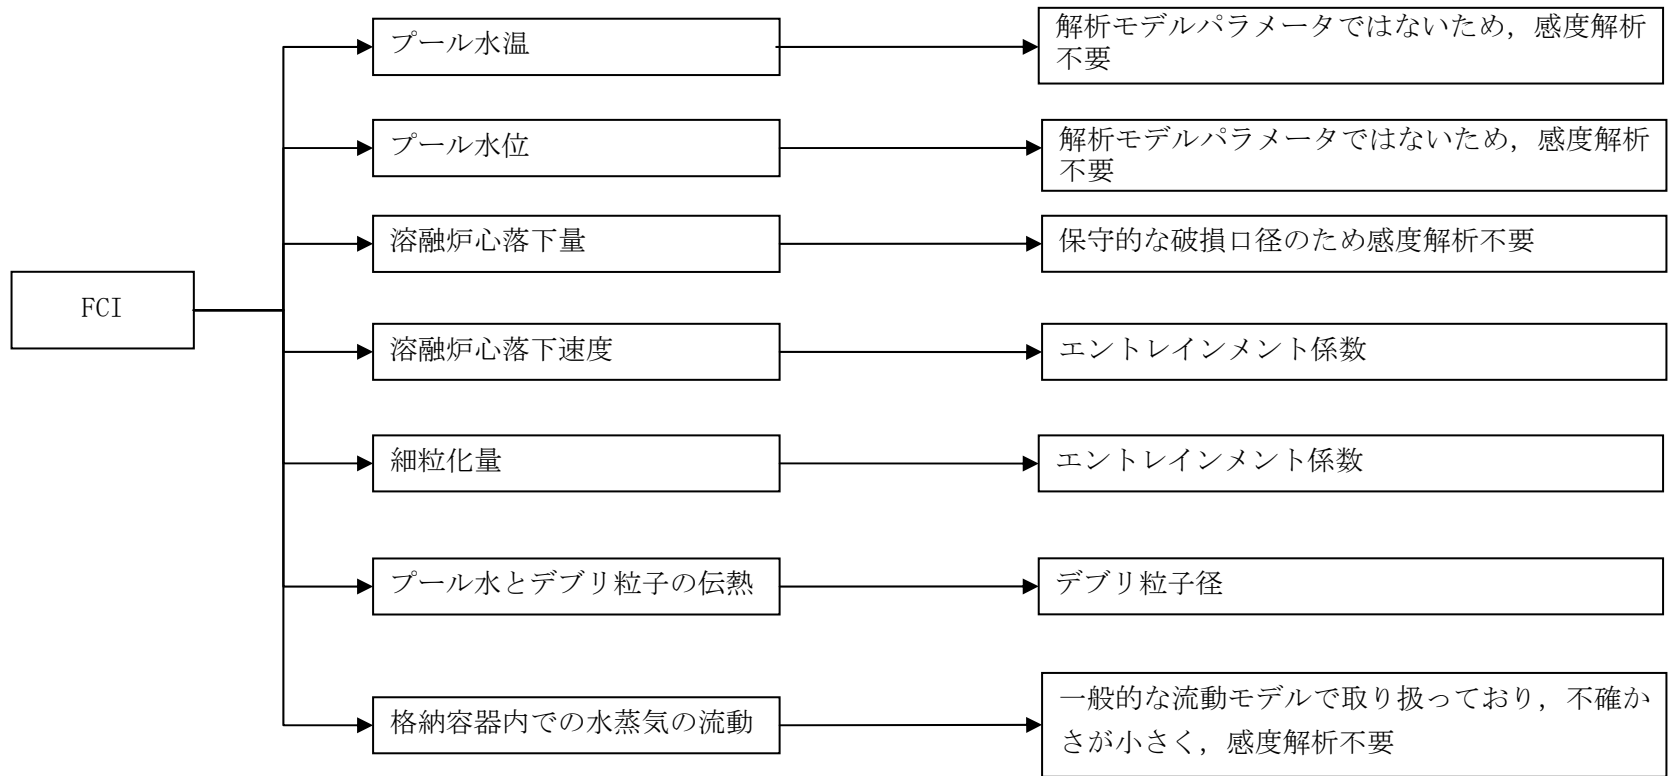 プール水温
解析モデルパラメータではないため，感度解析
不要
プール水位
解析モデルパラメータではないため，感度解析
不要
溶融炉心落下量
保守的な破損口径のため感度解析不要
FCI
溶融炉心落下速度
エントレインメント係数
細粒化量
エントレインメント係数
プール水とデブリ粒子の伝熱
デブリ粒子径
格納容器内での水蒸気の流動
一般的な流動モデルで取り扱っており，不確か
さが小さく，感度解析不要